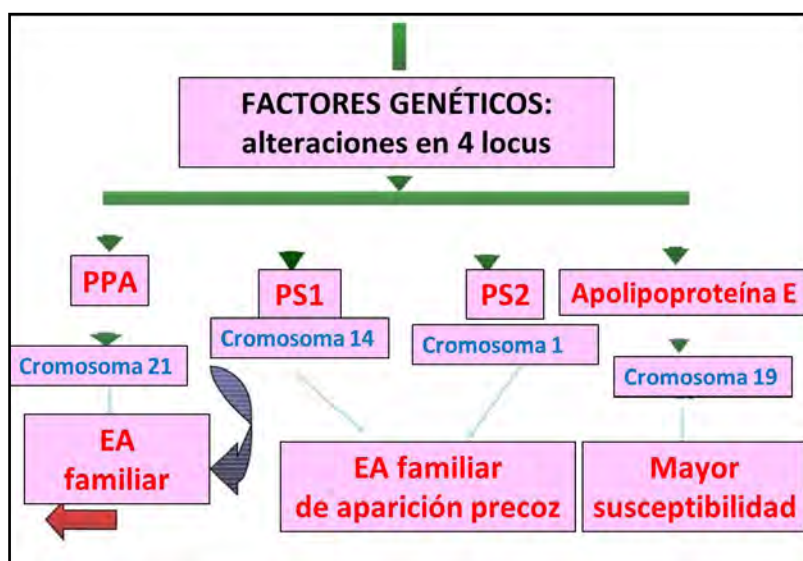 FACTORES GENÉTICOS:
alteraciones en 4 locus
PPA
PS1
PS2
Apolipoproteína E
Cromosoma 21
Cromosoma 14
Cromosoma 1
Cromosoma 19
EA
familiar
EA familiar
de aparición precoz
Mayor
susceptibilidad